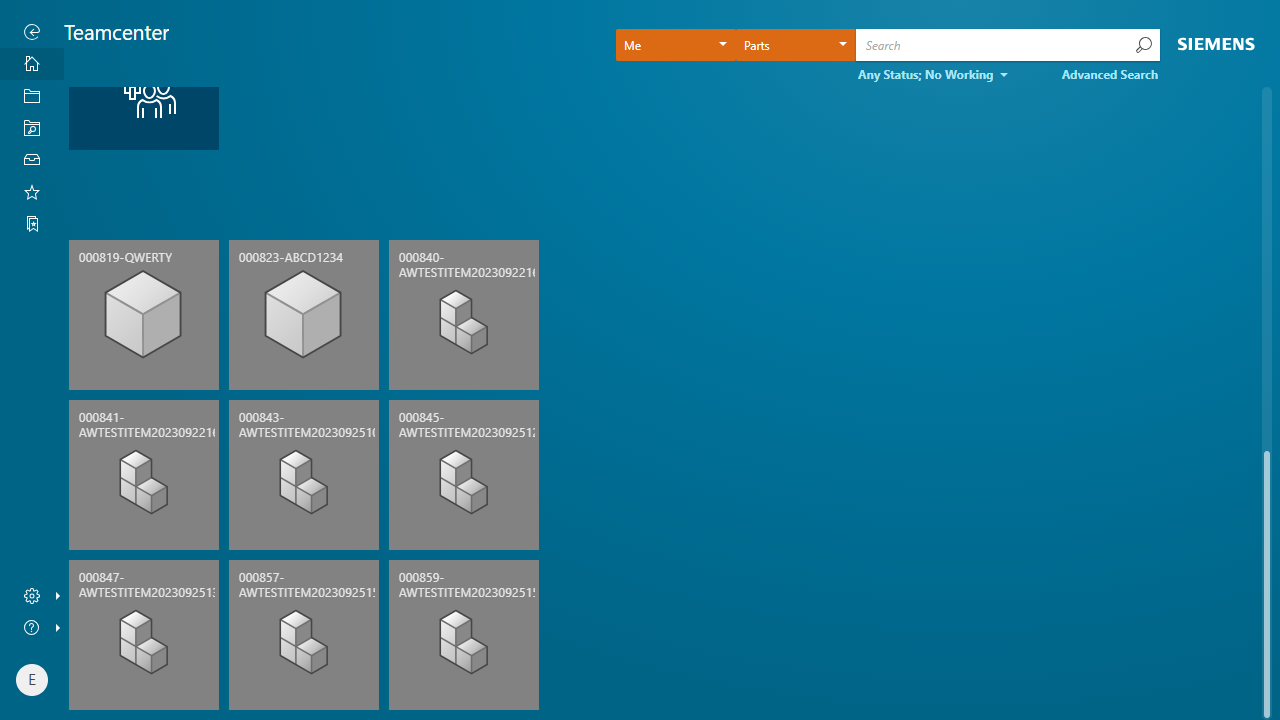 Teamcenter
Me
Parts
Search
SIEMENS
Any Status; No Working
Advanced Search
000819-QWERTY
000823-ABCD1234
000840-
AWTESTITEM2023092216
000841-
AWTESTITEM2023092216
000843-
AWTESTITEM2023092510
000845-
AWTESTITEM2023092512
000847-
AWTESTITEM2023092513
000857-
AWTESTITEM2023092515
000859-
AWTESTITEM2023092515
E